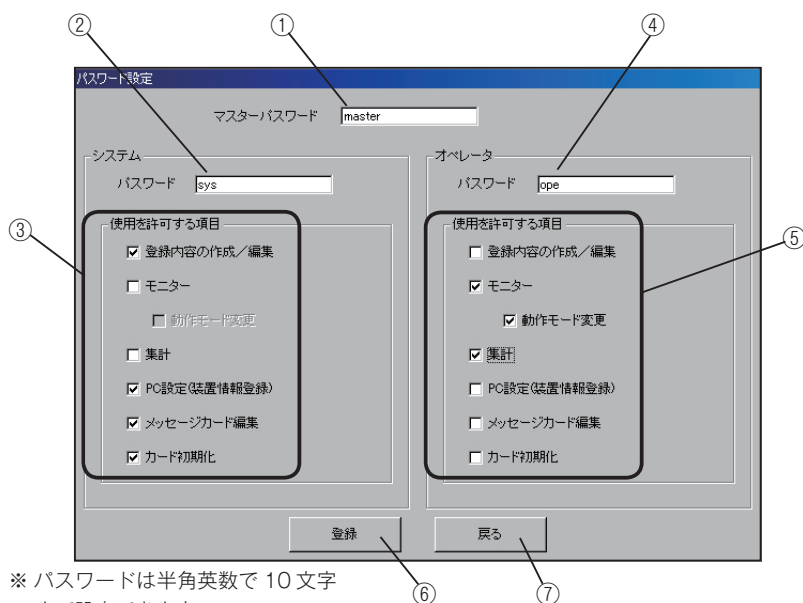 ② ① ④
パスワード設定
マスターパスワード master
システム
パスワード sys
③
使用を許可する項目
登録内容の作成／編集
モニター
動作モード変更
集計
PC設定(装置情報登録)
メッセージカード編集
カード初期化
オペレータ
パスワード ope
⑤
使用を許可する項目
登録内容の作成／編集
モニター
動作モード変更
集計
PC設定(装置情報登録)
メッセージカード編集
カード初期化
登録 戻る
⑥ ⑦
※ パスワードは半角英数で 10 文字